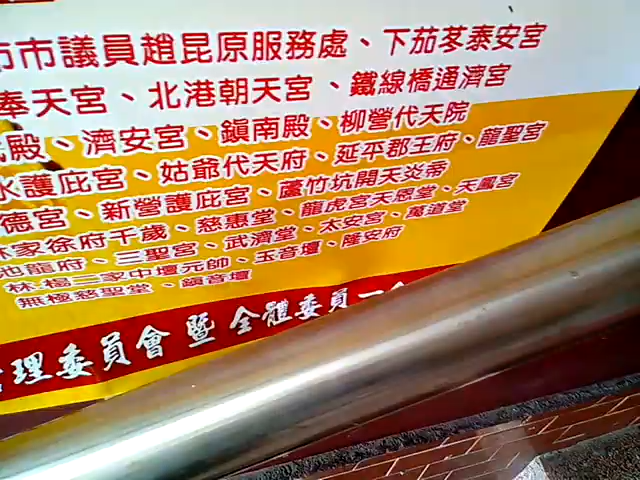 市議員趙昆原服務處、下茄苳泰安宮
奉天宮、北港朝天宮、鐵線橋通濟宮
殿、濟安宮、鎮南殿、柳營代天院
水護庇宮、姑爺代天府、延平郡王府、龍聖宮
德宮、新營護庇宮、蘆竹坑開天炎帝
林家徐府千歲、慈惠堂、龍虎宮天恩堂、天鳳宮
池龍府、三聖宮、武濟堂、太安宮、萬道堂
林.楊三家中壇元帥、玉音壇、隆安府
無極慈聖堂、鎮音壇
管理委員會 暨 全體委員一